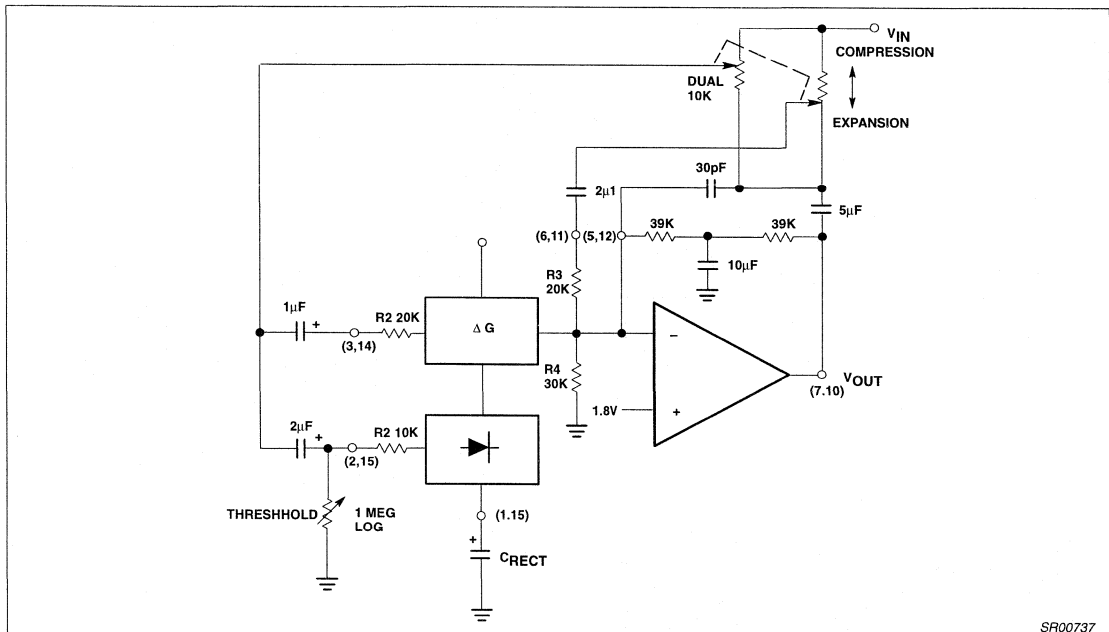 VIN
COMPRESSION
DUAL
10K
EXPANSION
30pF
2µ1
5µF
39K
39K
(6,11)
(5,12)
10µF
R3
20K
1µF
+
R2 20K
ΔG
(3,14)
−
R4
30K
VOUT
(7.10)
1.8V
+
2µF
+
R2 10K
(2,15)
THRESHHOLD
1 MEG
LOG
(1.15)
+
CRECT
SR00737